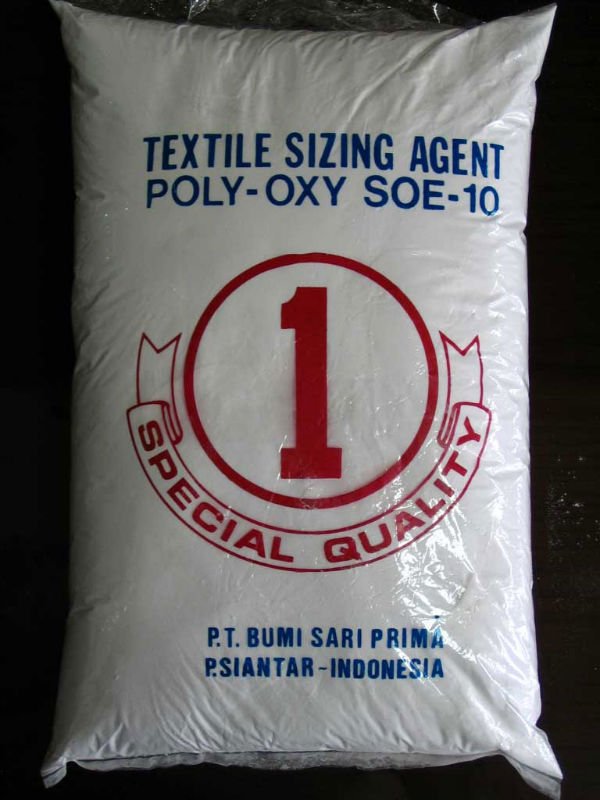 TEXTILE SIZING AGENT
POLY-OXY SOE-10
1
SPECIAL QUALITY
P.T. BUMI SARI PRIMA
P.SIANTAR-INDONESIA